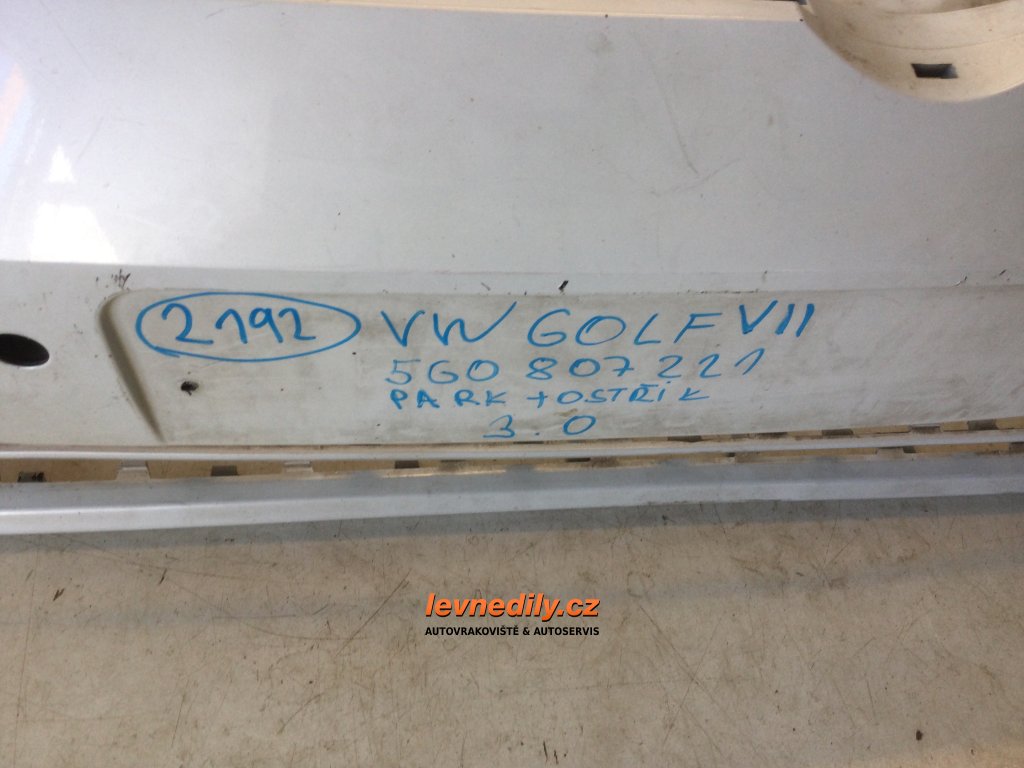 2192 VW GOLF VII
5G0 807 221
PARK + OSTŘIK
3.0
levnedily.cz
AUTOVRAKOVIŠTĚ & AUTOSERVIS